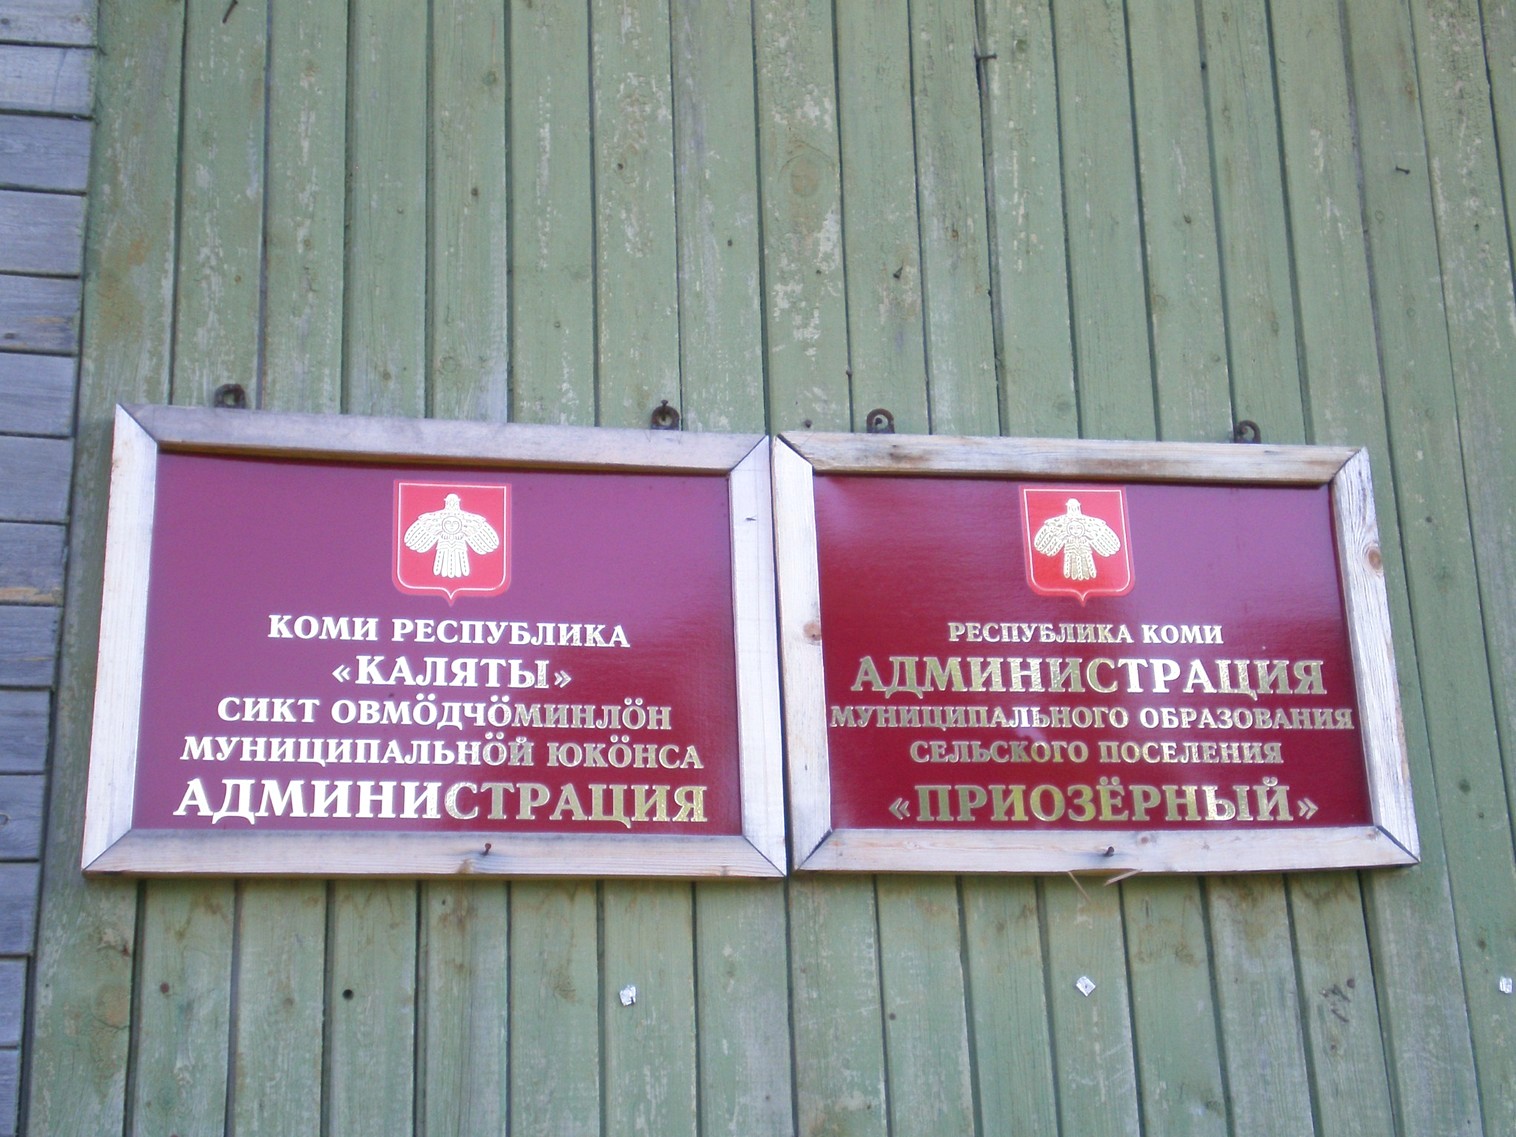 КОМИ РЕСПУБЛИКА
«КАЛЯТЫ»
СИКТ ОВМӦДЧӦМИНЛӦН
МУНИЦИПАЛЬНӦЙ ЮКӦНСА
АДМИНИСТРАЦИЯ
РЕСПУБЛИКА КОМИ
АДМИНИСТРАЦИЯ
МУНИЦИПАЛЬНОГО ОБРАЗОВАНИЯ
СЕЛЬСКОГО ПОСЕЛЕНИЯ
«ПРИОЗЁРНЫЙ»